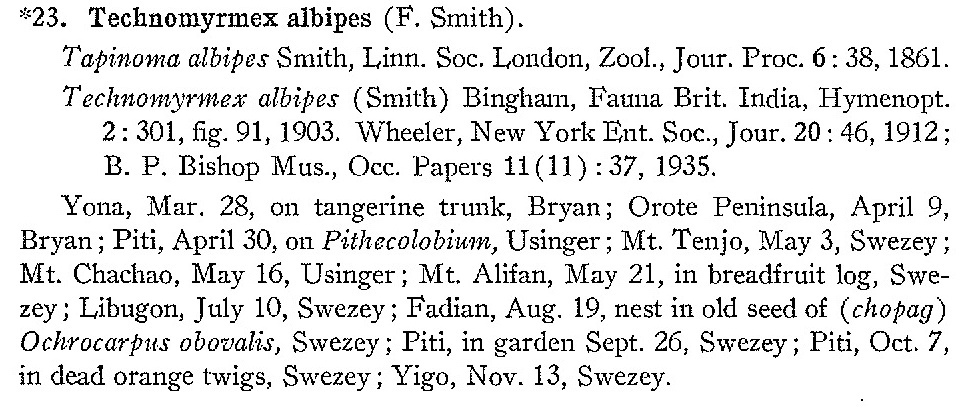 *23. Technomyrmex albipes (F. Smith).
Tapinoma albipes Smith, Linn. Soc. London, Zool., Jour. Proc. 6: 38, 1861.
Technomyrmex albipes (Smith) Bingham, Fauna Brit. India, Hymenopt.
2: 301, fig. 91, 1903. Wheeler, New York Ent. Soc., Jour. 20: 46, 1912;
B. P. Bishop Mus., Occ. Papers 11(11): 37, 1935.
Yona, Mar. 28, on tangerine trunk, Bryan; Orote Peninsula, April 9,
Bryan; Piti, April 30, on Pithecolobium, Usinger; Mt. Tenjo, May 3, Swezey;
Mt. Chachao, May 16, Usinger; Mt. Alifan, May 21, in breadfruit log, Swe-
zey; Libugon, July 10, Swezey; Fadian, Aug. 19, nest in old seed of (chopag)
Ochrocarpus obovalis, Swezey; Piti, in garden Sept. 26, Swezey; Piti, Oct. 7,
in dead orange twigs, Swezey; Yigo, Nov. 13, Swezey.